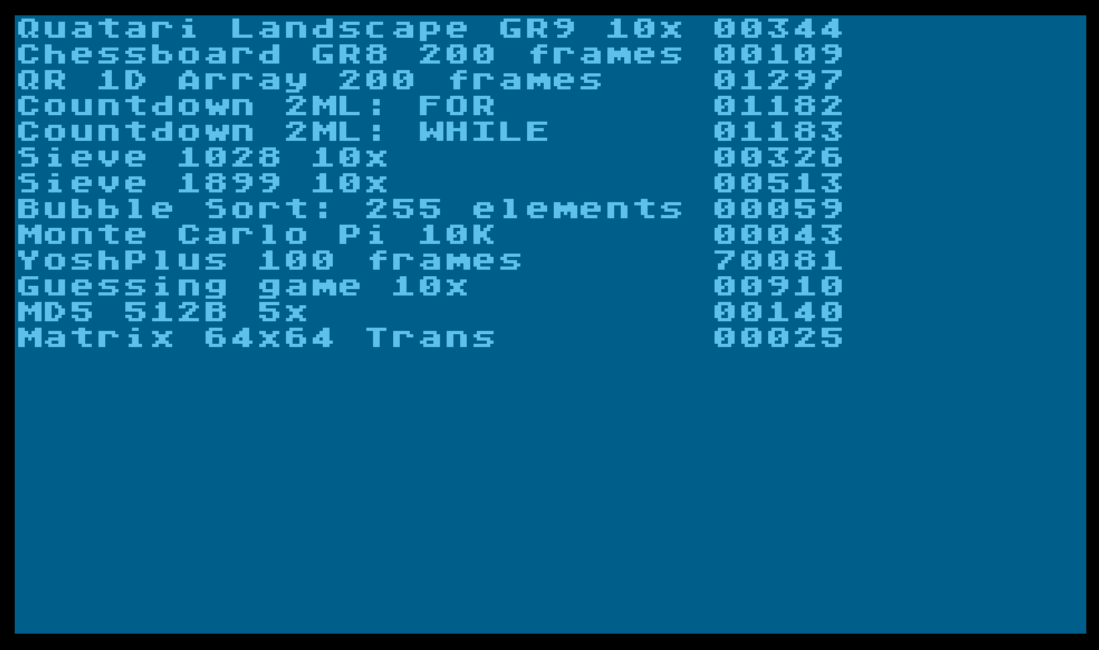 Quatari Landscape GR9 10x 00344
Chessboard GR8 200 frames 00109
QR 1D Array 200 frames 01297
Countdown 2ML: FOR 01182
Countdown 2ML: WHILE 01183
Sieve 1028 10x 00326
Sieve 1899 10x 00513
Bubble Sort: 255 elements 00059
Monte Carlo Pi 10K 00043
YoshPlus 100 frames 70081
Guessing game 10x 00910
MD5 512B 5x 00140
Matrix 64x64 Trans 00025